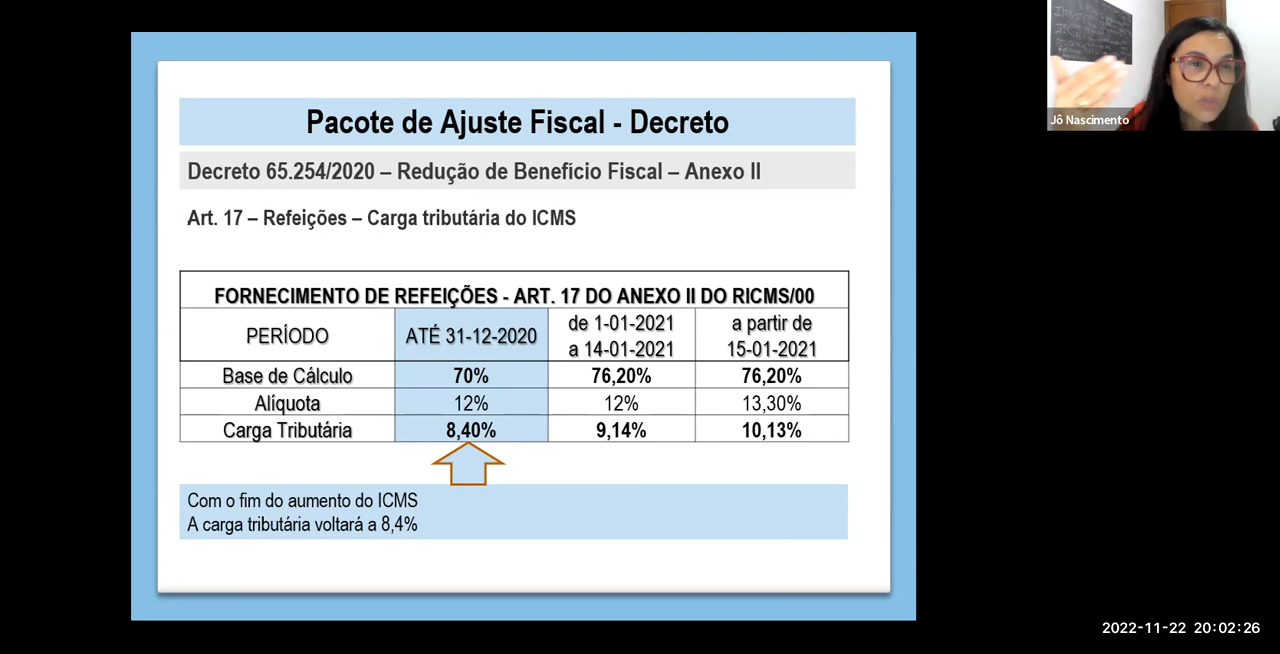 Pacote de Ajuste Fiscal - Decreto
Decreto 65.254/2020 – Redução de Benefício Fiscal – Anexo II
Art. 17 – Refeições – Carga tributária do ICMS
FORNECIMENTO DE REFEIÇÕES - ART. 17 DO ANEXO II DO RICMS/00
PERÍODO ATÉ 31-12-2020 de 1-01-2021 a 14-01-2021 a partir de 15-01-2021
Base de Cálculo 70% 76,20% 76,20%
Alíquota 12% 12% 13,30%
Carga Tributária 8,40% 9,14% 10,13%
Com o fim do aumento do ICMS
A carga tributária voltará a 8,4%
Jô Nascimento
2022-11-22 20:02:26